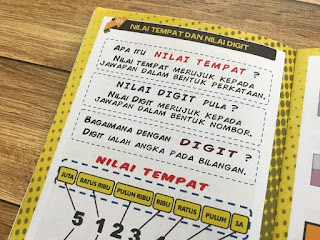 NILAI TEMPAT DAN NILAI DIGIT
APA ITU NILAI TEMPAT ?
NILAI TEMPAT MERUJUK KEPADA
JAWAPAN DALAM BENTUK PERKATAAN.
NILAI DIGIT PULA ?
NILAI DIGIT MERUJUK KEPADA
JAWAPAN DALAM BENTUK NOMBOR.
BAGAIMANA DENGAN DIGIT ?
DIGIT IALAH ANGKA PADA BILANGAN.
NILAI TEMPAT
JUTA RATUS RIBU PULUH RIBU RIBU RATUS PULUH SA
5 1 2 3